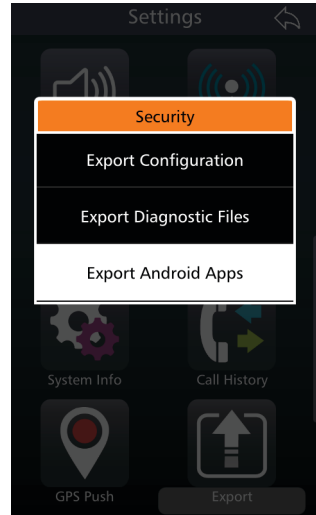 Settings
Security
Export Configuration
Export Diagnostic Files
Export Android Apps
System Info
Call History
GPS Push
Export